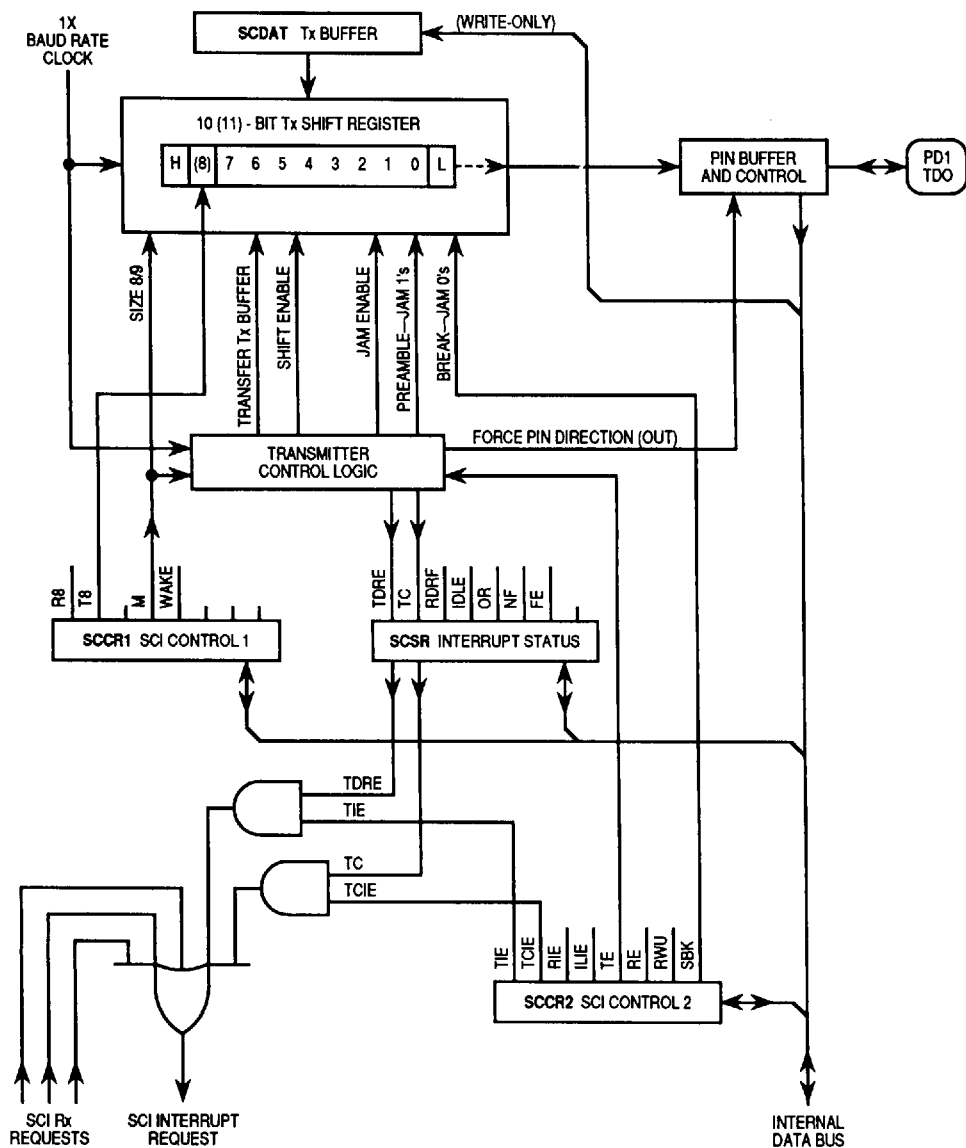 1X
BAUD RATE
CLOCK
SCDAT Tx BUFFER
(WRITE-ONLY)
10 (11) - BIT Tx SHIFT REGISTER
H (8) 7 6 5 4 3 2 1 0 L
PIN BUFFER
AND CONTROL
PD1
TDO
SIZE 8/9
TRANSFER Tx BUFFER
SHIFT ENABLE
JAM ENABLE
PREAMBLE—JAM 1's
BREAK—JAM 0's
FORCE PIN DIRECTION (OUT)
TRANSMITTER
CONTROL LOGIC
R8
T8
M
WAKE
SCCR1 SCI CONTROL 1
TDRE
TC
RDRF
IDLE
OR
NF
FE
SCSR INTERRUPT STATUS
TDRE
TIE
TC
TCIE
TIE
TCIE
RIE
ILIE
TE
RE
RWU
SBK
SCCR2 SCI CONTROL 2
SCI Rx
REQUESTS
SCI INTERRUPT
REQUEST
INTERNAL
DATA BUS